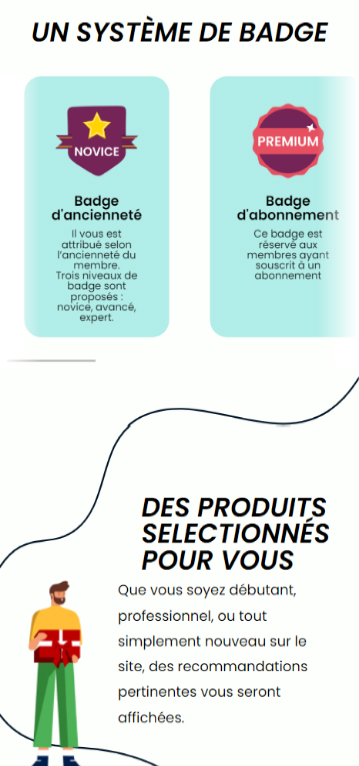 UN SYSTÈME DE BADGE
NOVICE
Badge
d'ancienneté
Il vous est
attribué selon
l'ancienneté du
membre.
Trois niveaux de
badge sont
proposés :
novice, avancé,
expert.
PREMIUM
Badge
d'abonnement
Ce badge est
réservé aux
membres ayant
souscrit à un
abonnement
DES PRODUITS
SELECTIONNÉS
POUR VOUS
Que vous soyez débutant,
professionnel, ou tout
simplement nouveau sur le
site, des recommandations
pertinentes vous seront
affichées.